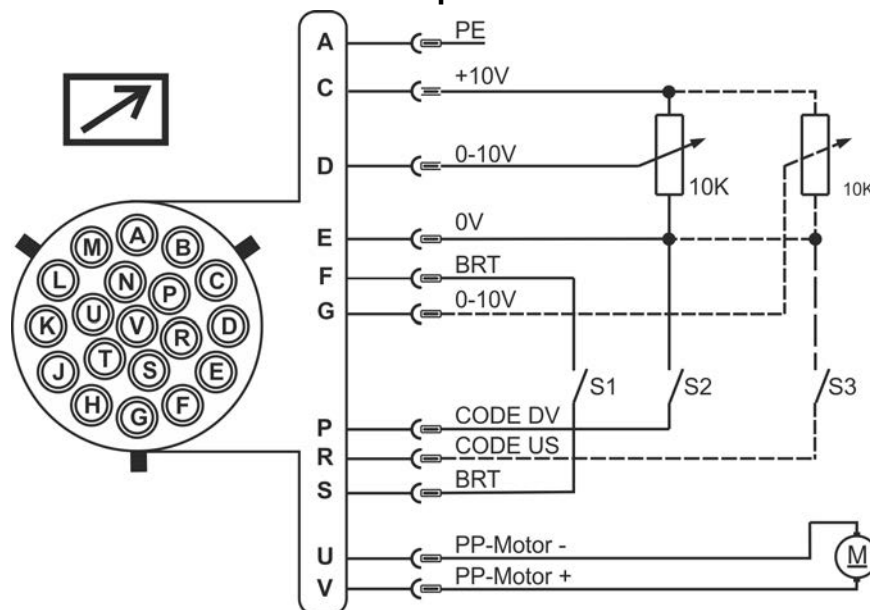 A PE
C +10V
D 0-10V
10K
10K
E 0V
F BRT
G 0-10V
S1
S2
S3
P CODE DV
R CODE US
S BRT
U PP-Motor -
V PP-Motor +
M
A
B
M
L
N
P
C
K
U
V
R
D
J
T
S
E
H
G
F